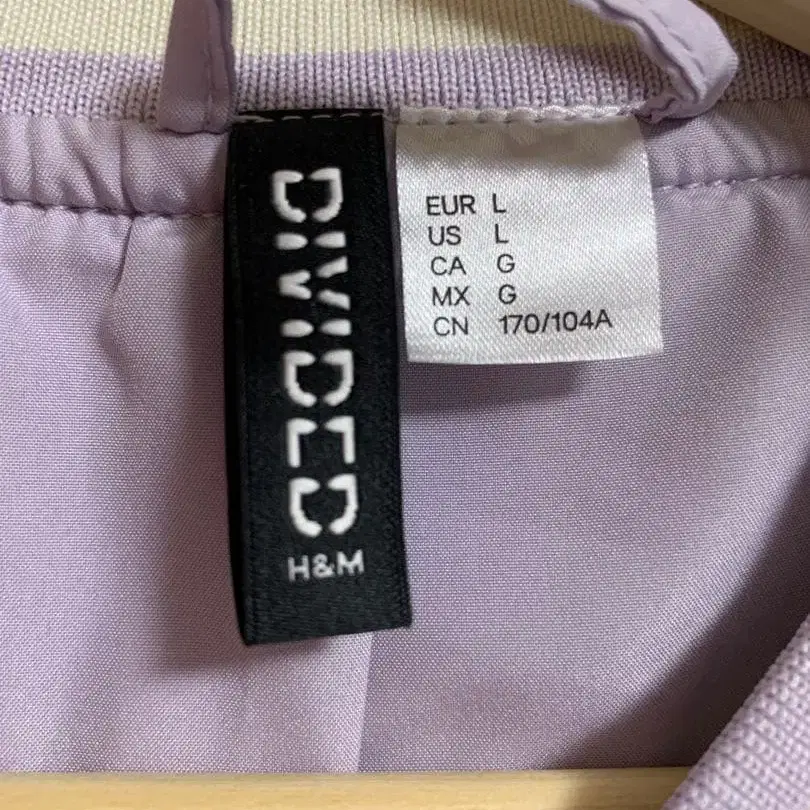 DIVIDED
H&M
EUR L
US L
CA G
MX G
CN 170/104A